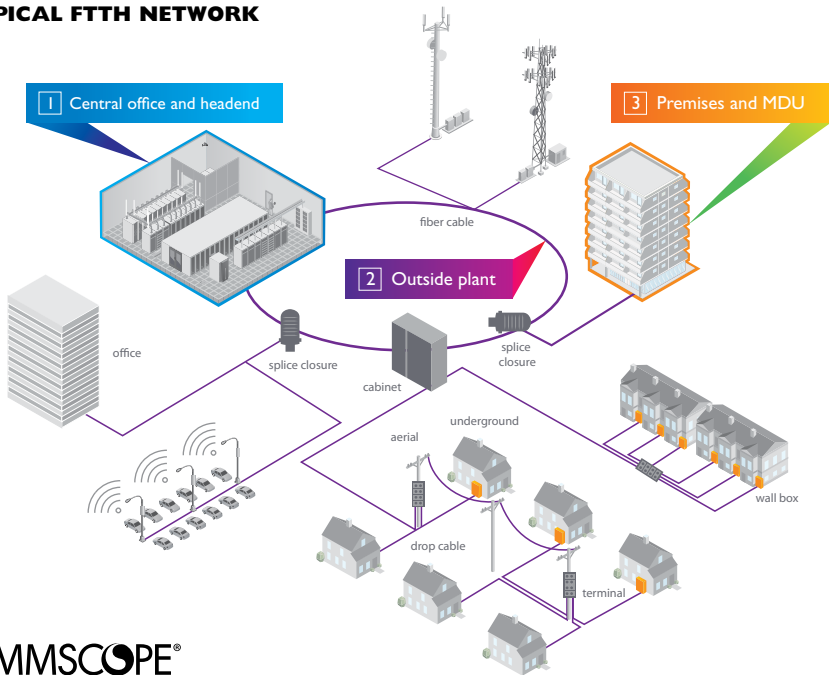 PICAL FTTH NETWORK
1 Central office and headend
3 Premises and MDU
fiber cable
2 Outside plant
office
splice closure
splice
closure
cabinet
underground
aerial
wall box
drop cable
terminal
MMSCOPE®